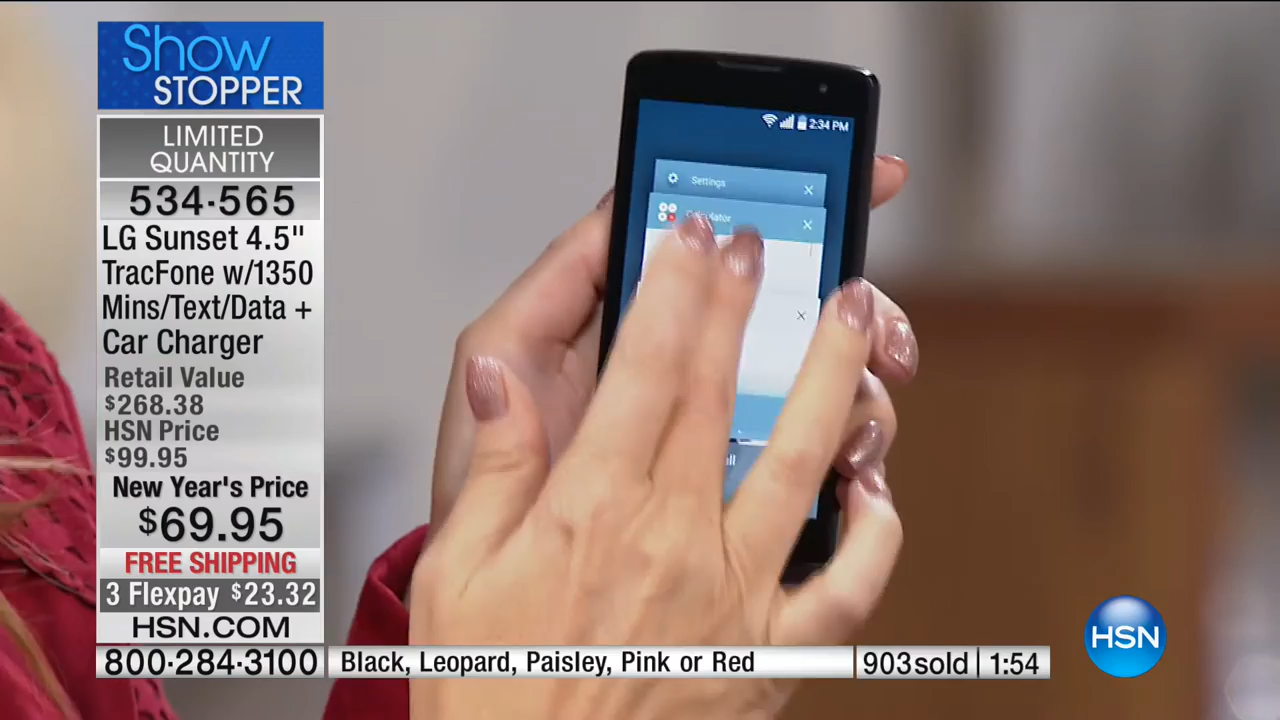 Show
STOPPER
LIMITED
QUANTITY
534-565
LG Sunset 4.5"
TracFone w/1350
Mins/Text/Data +
Car Charger
Retail Value
$268.38
HSN Price
$99.95
New Year's Price
$69.95
FREE SHIPPING
3 Flexpay $23.32
HSN.COM
800-284-3100
Black, Leopard, Paisley, Pink or Red
903sold
1:54
2:34 PM
Settings
HSN